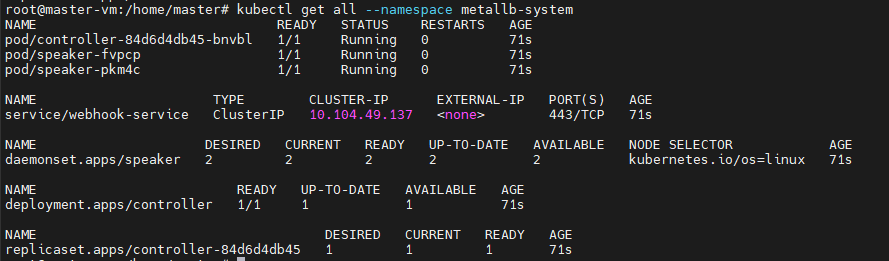 root@master-vm:/home/master# kubectl get all --namespace metallb-system
NAME READY STATUS RESTARTS AGE
pod/controller-84d6d4db45-bnvbl 1/1 Running 0 71s
pod/speaker-fvpcp 1/1 Running 0 71s
pod/speaker-pkm4c 1/1 Running 0 71s
NAME TYPE CLUSTER-IP EXTERNAL-IP PORT(S) AGE
service/webhook-service ClusterIP 10.104.49.137 <none> 443/TCP 71s
NAME DESIRED CURRENT READY UP-TO-DATE AVAILABLE NODE SELECTOR AGE
daemonset.apps/speaker 2 2 2 2 2 kubernetes.io/os=linux 71s
NAME READY UP-TO-DATE AVAILABLE AGE
deployment.apps/controller 1/1 1 1 71s
NAME DESIRED CURRENT READY AGE
replicaset.apps/controller-84d6d4db45 1 1 1 71s